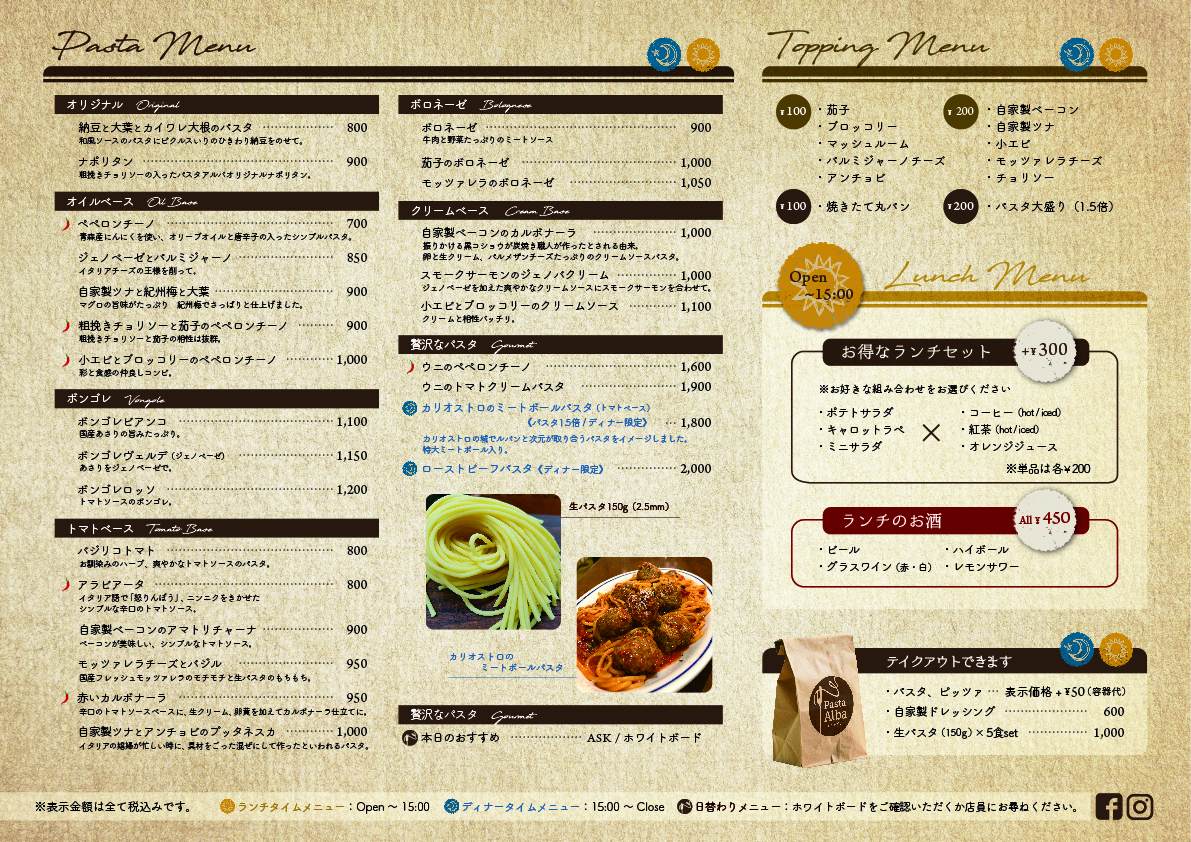 Pasta Menu
オリジナル Original
納豆と大葉とカイワレ大根のパスタ 800
和風ソースのパスタにピクルスいりのひきわり納豆をのせて。
ナポリタン 900
粗挽きチョリソーの入ったパスタアルバオリジナルナポリタン。
オイルベース Oil Base
ペペロンチーノ 700
青森産にんにくを使い、オリーブオイルと唐辛子の入ったシンプルパスタ。
ジェノベーゼとパルミジャーノ 850
イタリアチーズの王様を削って。
自家製ツナと紀州梅と大葉 900
マグロの旨味がたっぷり 紀州梅でさっぱりと仕上げました。
粗挽きチョリソーと茄子のペペロンチーノ 900
粗挽きチョリソーと茄子の相性は抜群。
小エビとブロッコリーのペペロンチーノ 1,000
彩と食感の仲良しコンビ。
ボンゴレ Vongole
ボンゴレビアンコ 1,100
国産あさりの旨みたっぷり。
ボンゴレヴェルデ（ジェノベーゼ） 1,150
あさりをジェノベーゼで。
ボンゴレロッソ 1,200
トマトソースのボンゴレ。
トマトベース Tomato Base
バジリコトマト 800
お馴染みのハーブ、爽やかなトマトソースのパスタ。
アラビアータ 800
イタリア語で「怒りんぼう」、ニンニクをきかせた
シンプルな辛口のトマトソース。
自家製ベーコンのアマトリチャーナ 900
ベーコンが美味しい、シンプルなトマトソース。
モッツァレラチーズとバジル 950
国産フレッシュモッツァレラのモチモチと生パスタのもちもち。
赤いカルボナーラ 950
辛口のトマトソースベースに、生クリーム、卵黄を加えてカルボナーラ仕立てに。
自家製ツナとアンチョビのプッタネスカ 1,000
イタリアの娼婦が忙しい時に、具材をごった混ぜにして作ったといわれるパスタ。
ボロネーゼ Bolognese
ボロネーゼ 900
牛肉と野菜たっぷりのミートソース
茄子のボロネーゼ 1,000
モッツァレラのボロネーゼ 1,050
クリームベース Cream Base
自家製ベーコンのカルボナーラ 1,000
振りかける黒コショウが炭焼き職人が作ったとされる由来。
卵と生クリーム、パルメザンチーズたっぷりのクリームソースパスタ。
スモークサーモンのジェノバクリーム 1,000
ジェノベーゼを加えた爽やかなクリームソースにスモークサーモンを合わせて。
小エビとブロッコリーのクリームソース 1,100
クリームと相性バッチリ。
贅沢なパスタ Gourmet
ウニのペペロンチーノ 1,600
ウニのトマトクリームパスタ 1,900
カリオストロのミートボールパスタ（トマトベース）
《パスタ1.5倍 / ディナー限定》 1,800
カリオストロの城でルパンと次元が取り合うパスタをイメージしました。
特大ミートボール入り。
ローストビーフパスタ《ディナー限定》 2,000
生パスタ150g（2.5mm）
カリオストロの
ミートボールパスタ
贅沢なパスタ Gourmet
本日のおすすめ ASK / ホワイトボード
Topping Menu
¥100
・茄子
・ブロッコリー
・マッシュルーム
・パルミジャーノチーズ
・アンチョビ
¥200
・自家製ベーコン
・自家製ツナ
・小エビ
・モッツァレラチーズ
・チョリソー
¥100 ・焼きたて丸パン
¥200 ・パスタ大盛り（1.5倍）
Open
～15:00
Lunch Menu
お得なランチセット +¥300
※お好きな組み合わせをお選びください
・ポテトサラダ
・キャロットラペ
・ミニサラダ
×
・コーヒー（hot/iced）
・紅茶（hot/iced）
・オレンジジュース
※単品は各¥200
ランチのお酒 All ¥450
・ビール ・ハイボール
・グラスワイン（赤・白） ・レモンサワー
テイクアウトできます
・パスタ、ピッツァ … 表示価格＋¥50（容器代）
・自家製ドレッシング 600
・生パスタ（150g）× 5食set 1,000
Pasta
Alba
※表示金額は全て税込みです。 ランチタイムメニュー：Open ～ 15:00 ディナータイムメニュー：15:00 ～ Close 日替わりメニュー：ホワイトボードをご確認いただくか店員にお尋ねください。